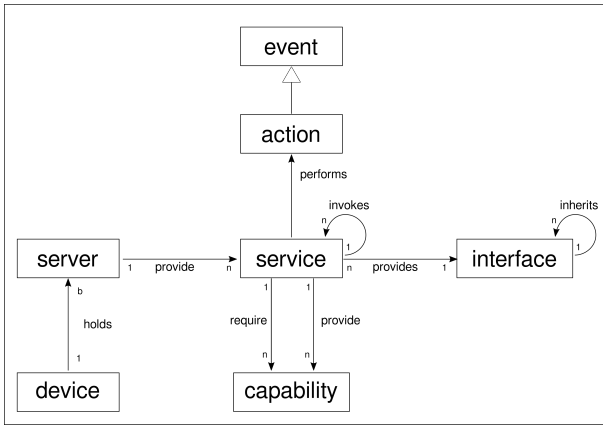 event
action
performs
invokes
n
1
inherits
n
1
server
1
provide
n
service
n
provides
1
interface
b
holds
1
device
1
require
n
1
provide
n
capability